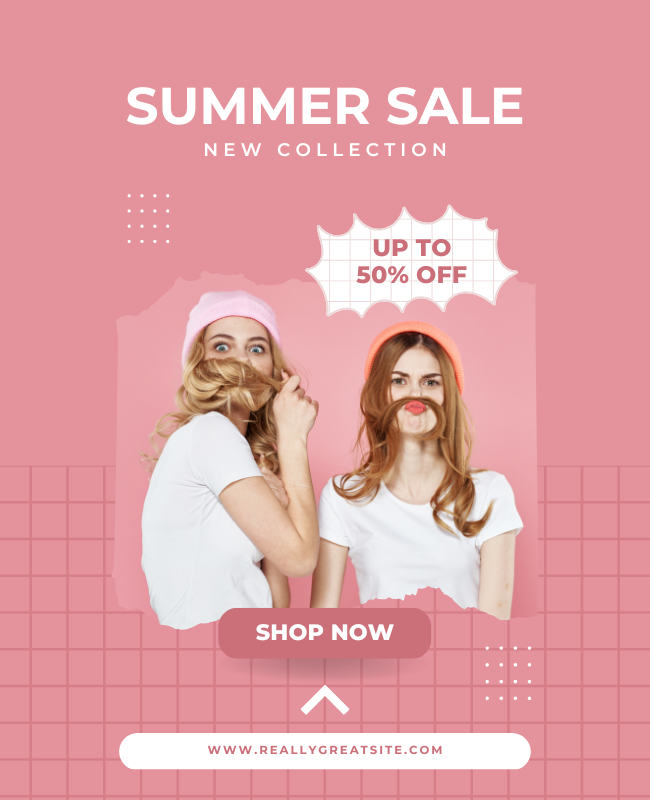 SUMMER SALE
NEW COLLECTION
UP TO
50% OFF
SHOP NOW
WWW.REALLYGREATSITE.COM